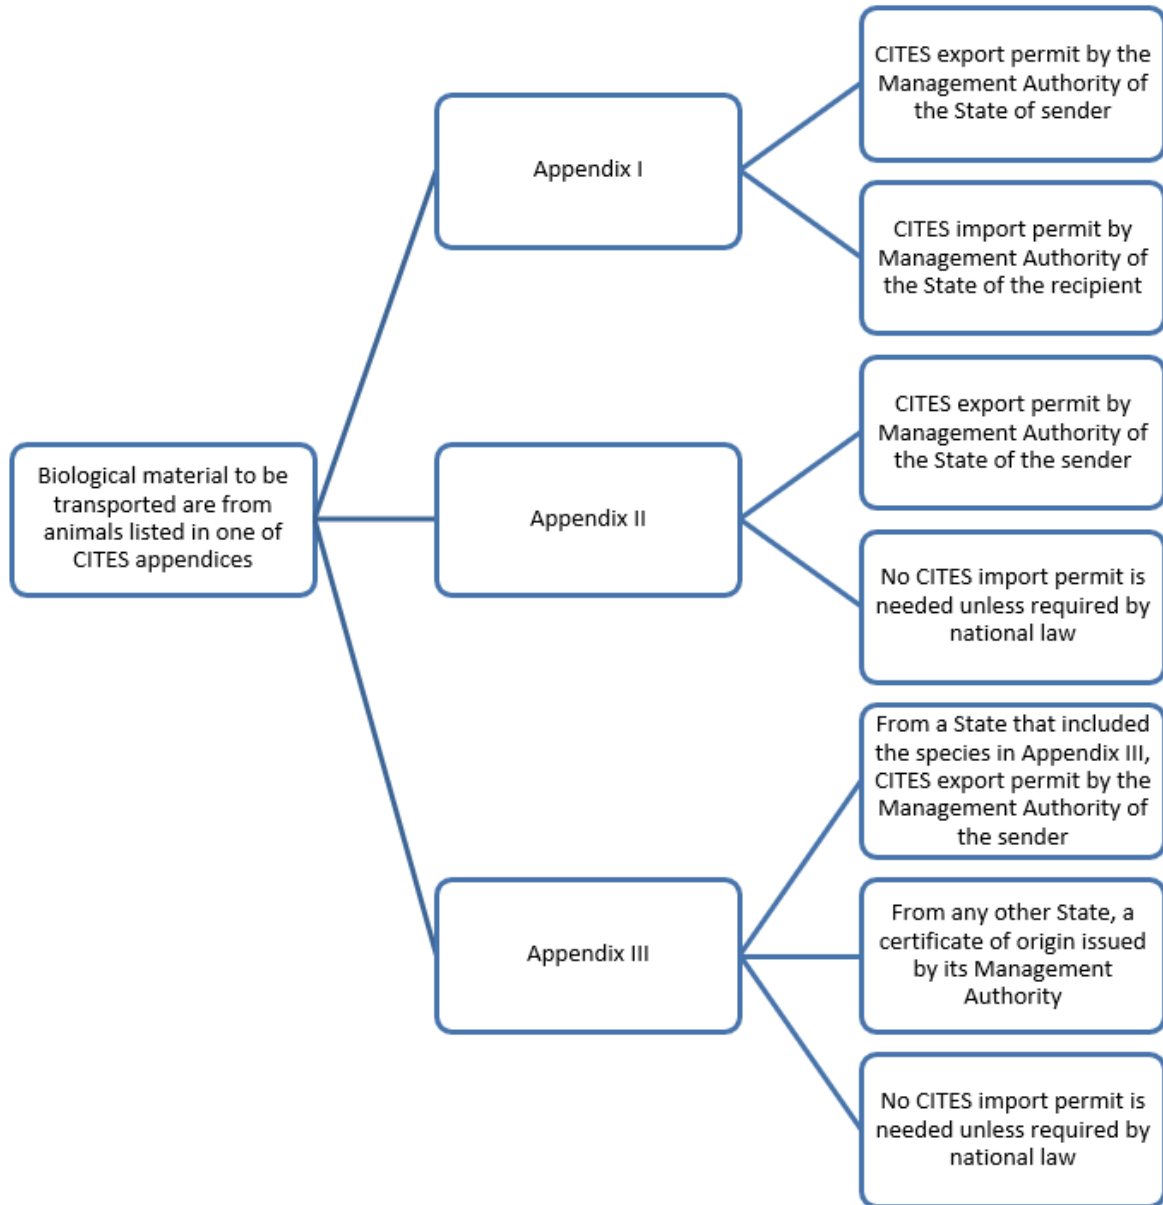 Biological material to be
transported are from
animals listed in one of
CITES appendices
Appendix I
CITES export permit by the
Management Authority of
the State of sender
CITES import permit by
Management Authority of
the State of the recipient
Appendix II
CITES export permit by
Management Authority of
the State of the sender
No CITES import permit is
needed unless required by
national law
Appendix III
From a State that included
the species in Appendix III,
CITES export permit by the
Management Authority of
the sender
From any other State, a
certificate of origin issued
by its Management
Authority
No CITES import permit is
needed unless required by
national law